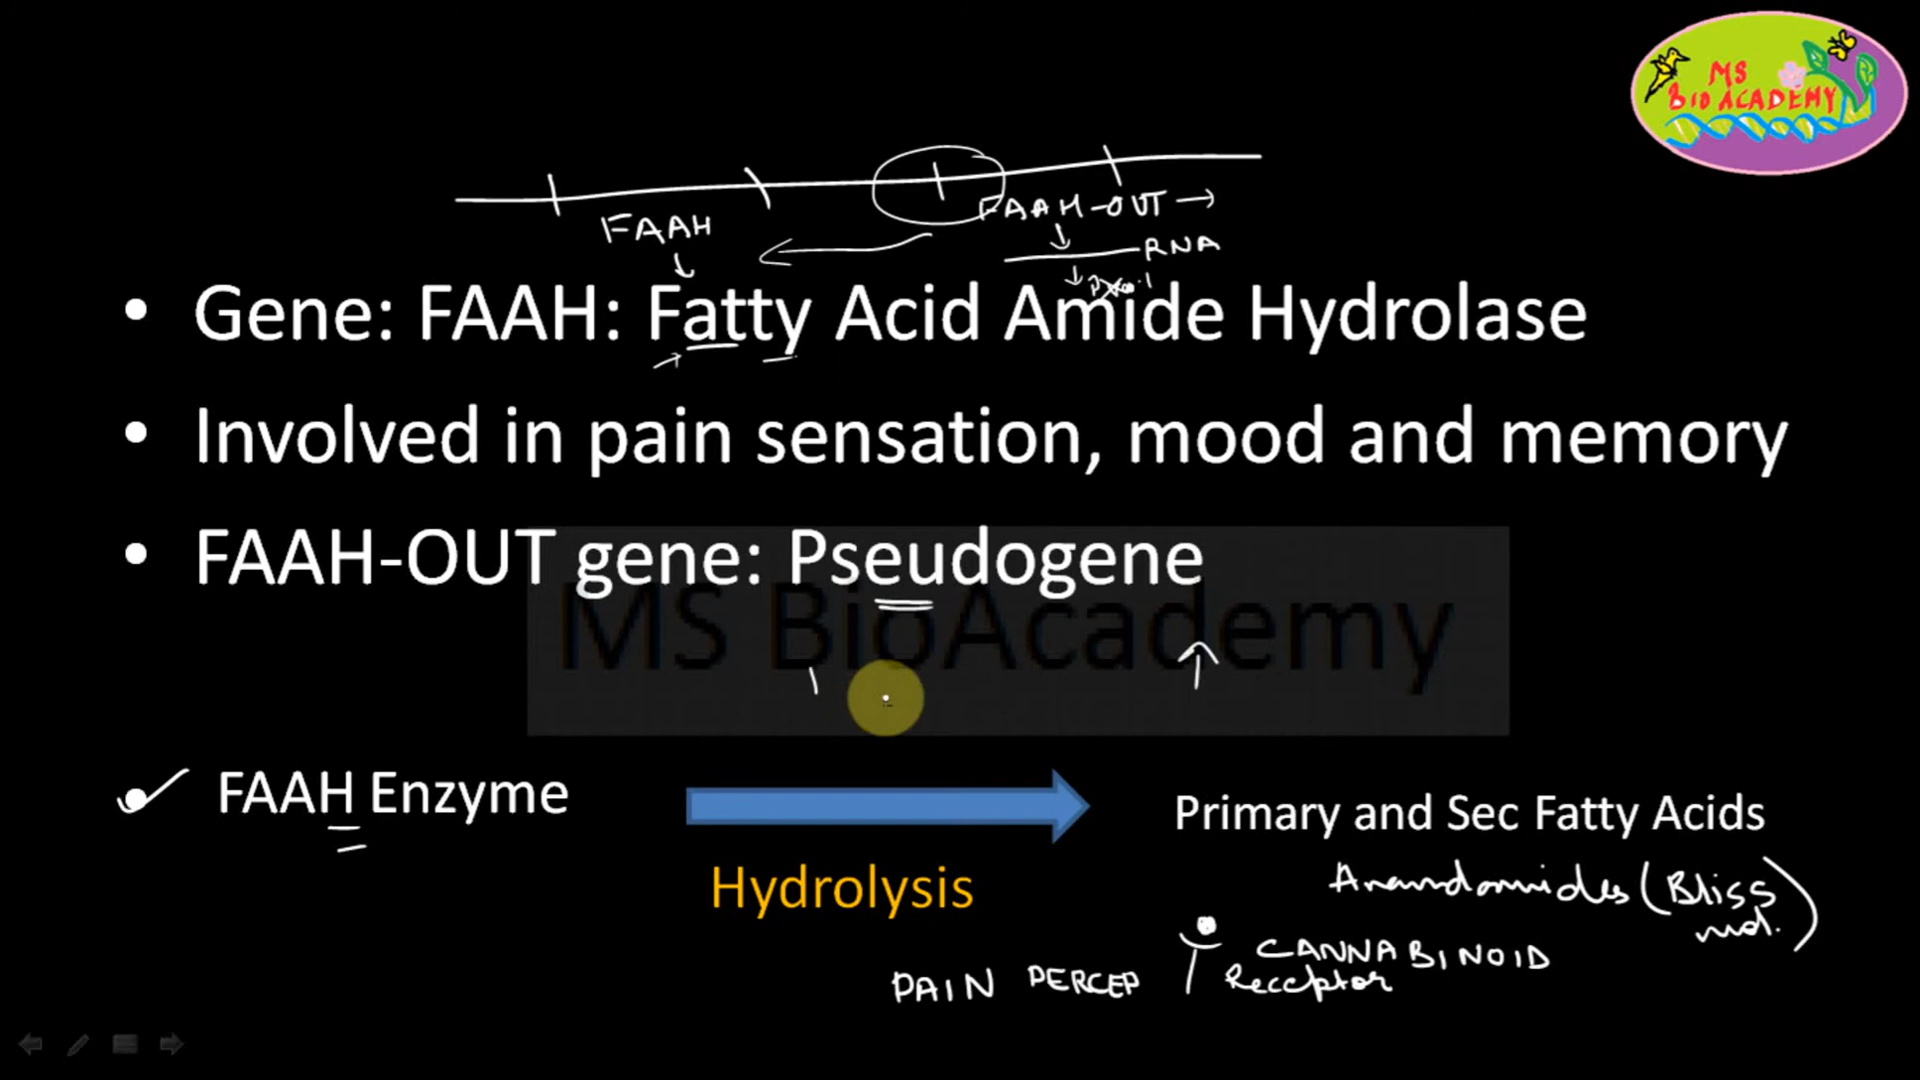 MS
BIO ACADEMY
FAAH
FAAH-OUT
RNA
• Gene: FAAH: Fatty Acid Amide Hydrolase
• Involved in pain sensation, mood and memory
• FAAH-OUT gene: Pseudogene
MS BioAcademy
FAAH Enzyme
Primary and Sec Fatty Acids
Hydrolysis
Anandamides (Bliss
mol.)
PAIN PERCEP
CANNABINOID
Receptor